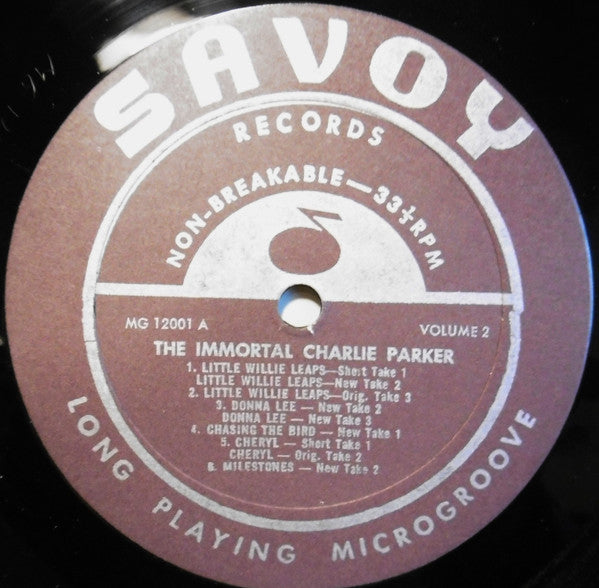 SAVOY
RECORDS
NON-BREAKABLE—33⅓RPM
MG 12001 A
VOLUME 2
THE IMMORTAL CHARLIE PARKER
1. LITTLE WILLIE LEAPS—Short Take 1
LITTLE WILLIE LEAPS—New Take 2
2. LITTLE WILLIE LEAPS—Orig. Take 3
3. DONNA LEE — New Take 2
DONNA LEE — New Take 3
4. CHASING THE BIRD — New Take 1
5. CHERYL — Short Take 1
CHERYL — Orig. Take 2
6. MILESTONES — New Take 2
LONG PLAYING MICROGROOVE